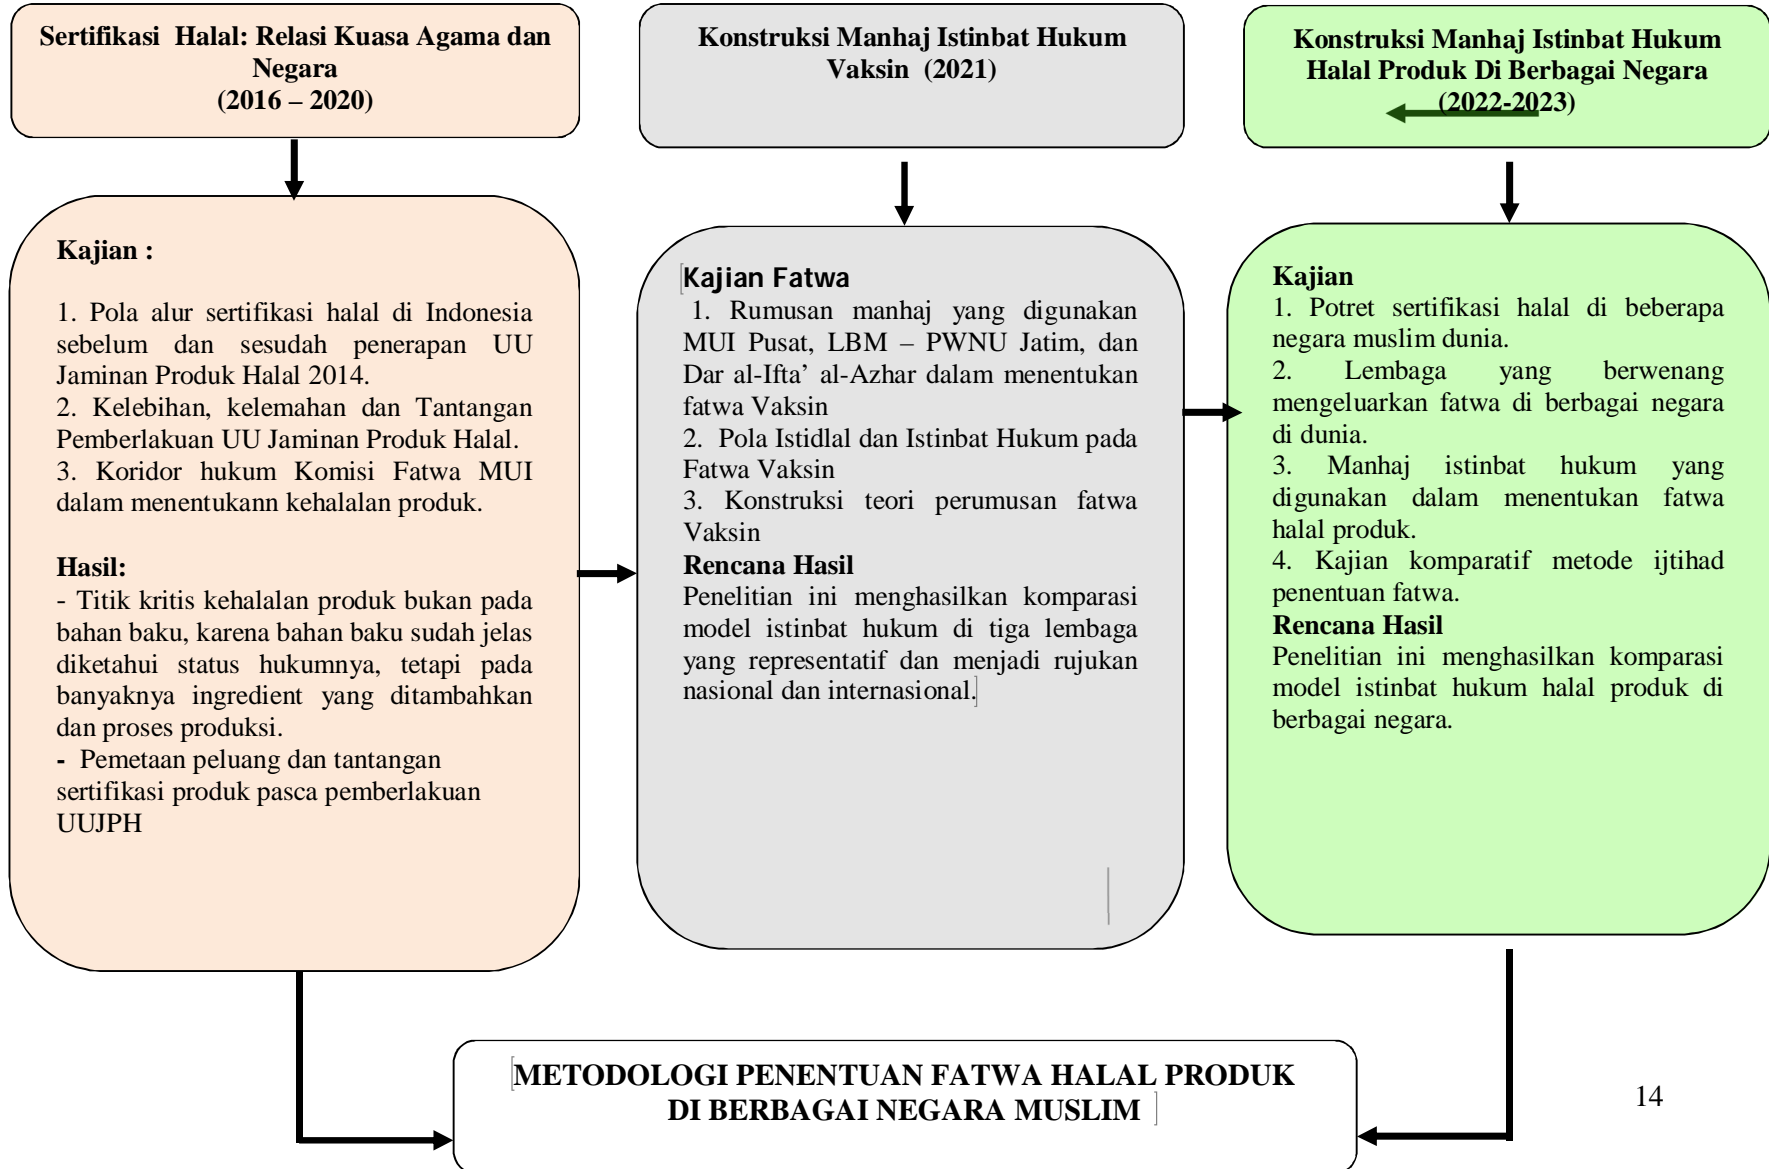 Sertifikasi Halal: Relasi Kuasa Agama dan
Negara
(2016 – 2020)
Kajian :
1. Pola alur sertifikasi halal di Indonesia
sebelum dan sesudah penerapan UU
Jaminan Produk Halal 2014.
2. Kelebihan, kelemahan dan Tantangan
Pemberlakuan UU Jaminan Produk Halal.
3. Koridor hukum Komisi Fatwa MUI
dalam menentukann kehalalan produk.
Hasil:
- Titik kritis kehalalan produk bukan pada
bahan baku, karena bahan baku sudah jelas
diketahui status hukumnya, tetapi pada
banyaknya ingredient yang ditambahkan
dan proses produksi.
- Pemetaan peluang dan tantangan
sertifikasi produk pasca pemberlakuan
UUJPH
Konstruksi Manhaj Istinbat Hukum
Vaksin (2021)
Kajian Fatwa
1. Rumusan manhaj yang digunakan
MUI Pusat, LBM – PWNU Jatim, dan
Dar al-Ifta’ al-Azhar dalam menentukan
fatwa Vaksin
2. Pola Istidlal dan Istinbat Hukum pada
Fatwa Vaksin
3. Konstruksi teori perumusan fatwa
Vaksin
Rencana Hasil
Penelitian ini menghasilkan komparasi
model istinbat hukum di tiga lembaga
yang representatif dan menjadi rujukan
nasional dan internasional.
Konstruksi Manhaj Istinbat Hukum
Halal Produk Di Berbagai Negara
(2022-2023)
Kajian
1. Potret sertifikasi halal di beberapa
negara muslim dunia.
2. Lembaga yang berwenang
mengeluarkan fatwa di berbagai negara
di dunia.
3. Manhaj istinbat hukum yang
digunakan dalam menentukan fatwa
halal produk.
4. Kajian komparatif metode ijtihad
penentuan fatwa.
Rencana Hasil
Penelitian ini menghasilkan komparasi
model istinbat hukum halal produk di
berbagai negara.
METODOLOGI PENENTUAN FATWA HALAL PRODUK
DI BERBAGAI NEGARA MUSLIM
14